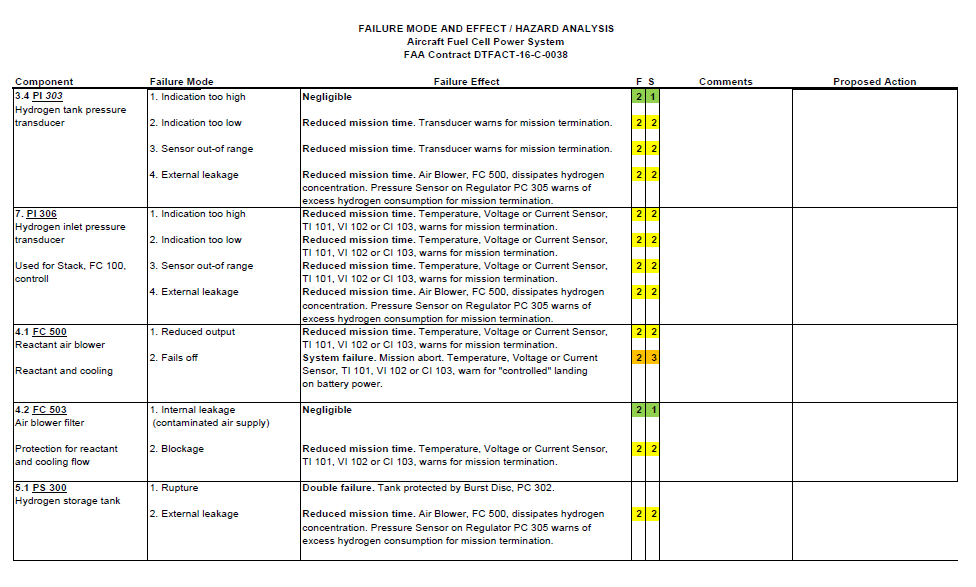 FAILURE MODE AND EFFECT / HAZARD ANALYSIS
Aircraft Fuel Cell Power System
FAA Contract DTFACT-16-C-0038
Component Failure Mode Failure Effect F S Comments Proposed Action
3.4 PI 303 1. Indication too high Negligible 2 1
Hydrogen tank pressure
transducer 2. Indication too low Reduced mission time. Transducer warns for mission termination. 2 2
3. Sensor out-of range Reduced mission time. Transducer warns for mission termination. 2 2
4. External leakage Reduced mission time. Air Blower, FC 500, dissipates hydrogen 2 2
concentration. Pressure Sensor on Regulator PC 305 warns of
excess hydrogen consumption for mission termination.
7. PI 306 1. Indication too high Reduced mission time. Temperature, Voltage or Current Sensor, 2 2
Hydrogen inlet pressure TI 101, VI 102 or CI 103, warns for mission termination.
transducer 2. Indication too low Reduced mission time. Temperature, Voltage or Current Sensor, 2 2
TI 101, VI 102 or CI 103, warns for mission termination.
Used for Stack, FC 100, 3. Sensor out-of range Reduced mission time. Temperature, Voltage or Current Sensor, 2 2
controll TI 101, VI 102 or CI 103, warns for mission termination.
4. External leakage Reduced mission time. Air Blower, FC 500, dissipates hydrogen 2 2
concentration. Pressure Sensor on Regulator PC 305 warns of
excess hydrogen consumption for mission termination.
4.1 FC 500 1. Reduced output Reduced mission time. Temperature, Voltage or Current Sensor, 2 2
Reactant air blower TI 101, VI 102 or CI 103, warns for mission termination.
2. Fails off System failure. Mission abort. Temperature, Voltage or Current 2 3
Reactant and cooling Sensor, TI 101, VI 102 or CI 103, warn for "controlled" landing
on battery power.
4.2 FC 503 1. Internal leakage Negligible 2 1
Air blower filter (contaminated air supply)
Protection for reactant 2. Blockage Reduced mission time. Temperature, Voltage or Current Sensor, 2 2
and cooling flow TI 101, VI 102 or CI 103, warns for mission termination.
5.1 PS 300 1. Rupture Double failure. Tank protected by Burst Disc, PC 302.
Hydrogen storage tank
2. External leakage Reduced mission time. Air Blower, FC 500, dissipates hydrogen 2 2
concentration. Pressure Sensor on Regulator PC 305 warns of
excess hydrogen consumption for mission termination.